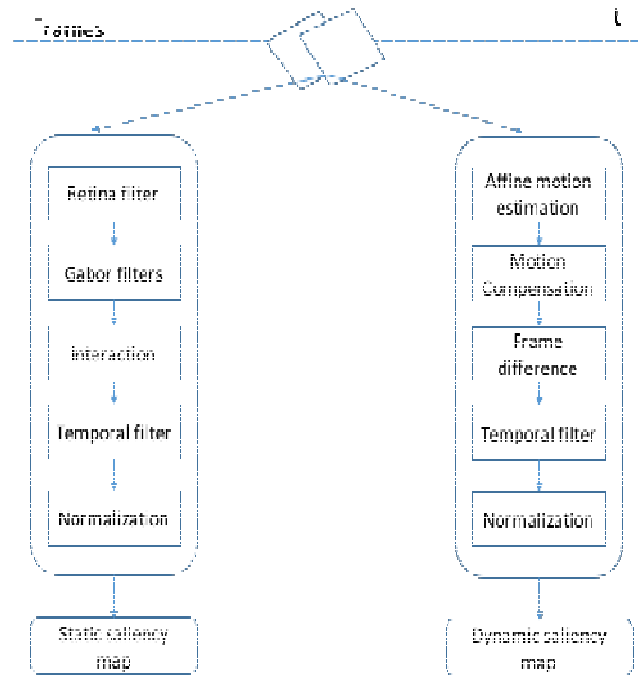 Frames
t
Retina filter
Gabor filters
interaction
Temporal filter
Normalization
Static saliency
map
Affine motion
estimation
Motion
Compensation
Frame
difference
Temporal filter
Normalization
Dynamic saliency
map